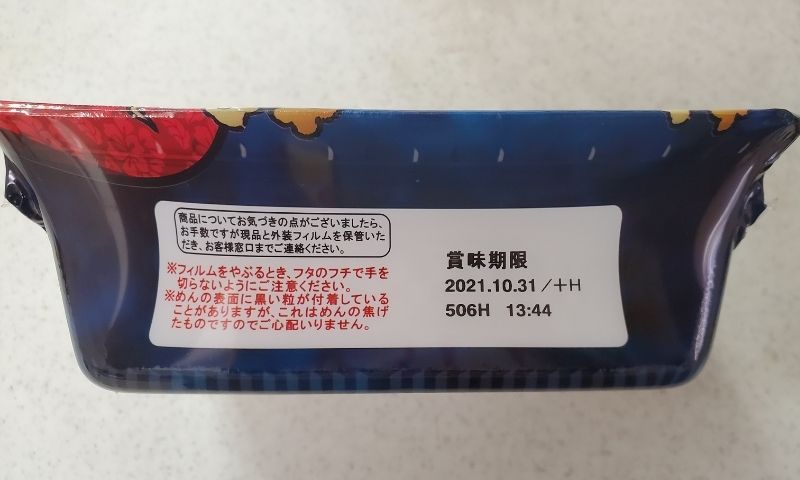 商品についてお気づきの点がございましたら、
お手数ですが現品と外装フィルムを保管いた
だき、お客様窓口までご連絡ください。
※フィルムをやぶるとき、フタのフチで手を
切らないようにご注意ください。
※めんの表面に黒い粒が付着している
ことがありますが、これはめんの焦げ
たものですのでご心配いりません。
賞味期限
2021.10.31/+H
506H 13:44